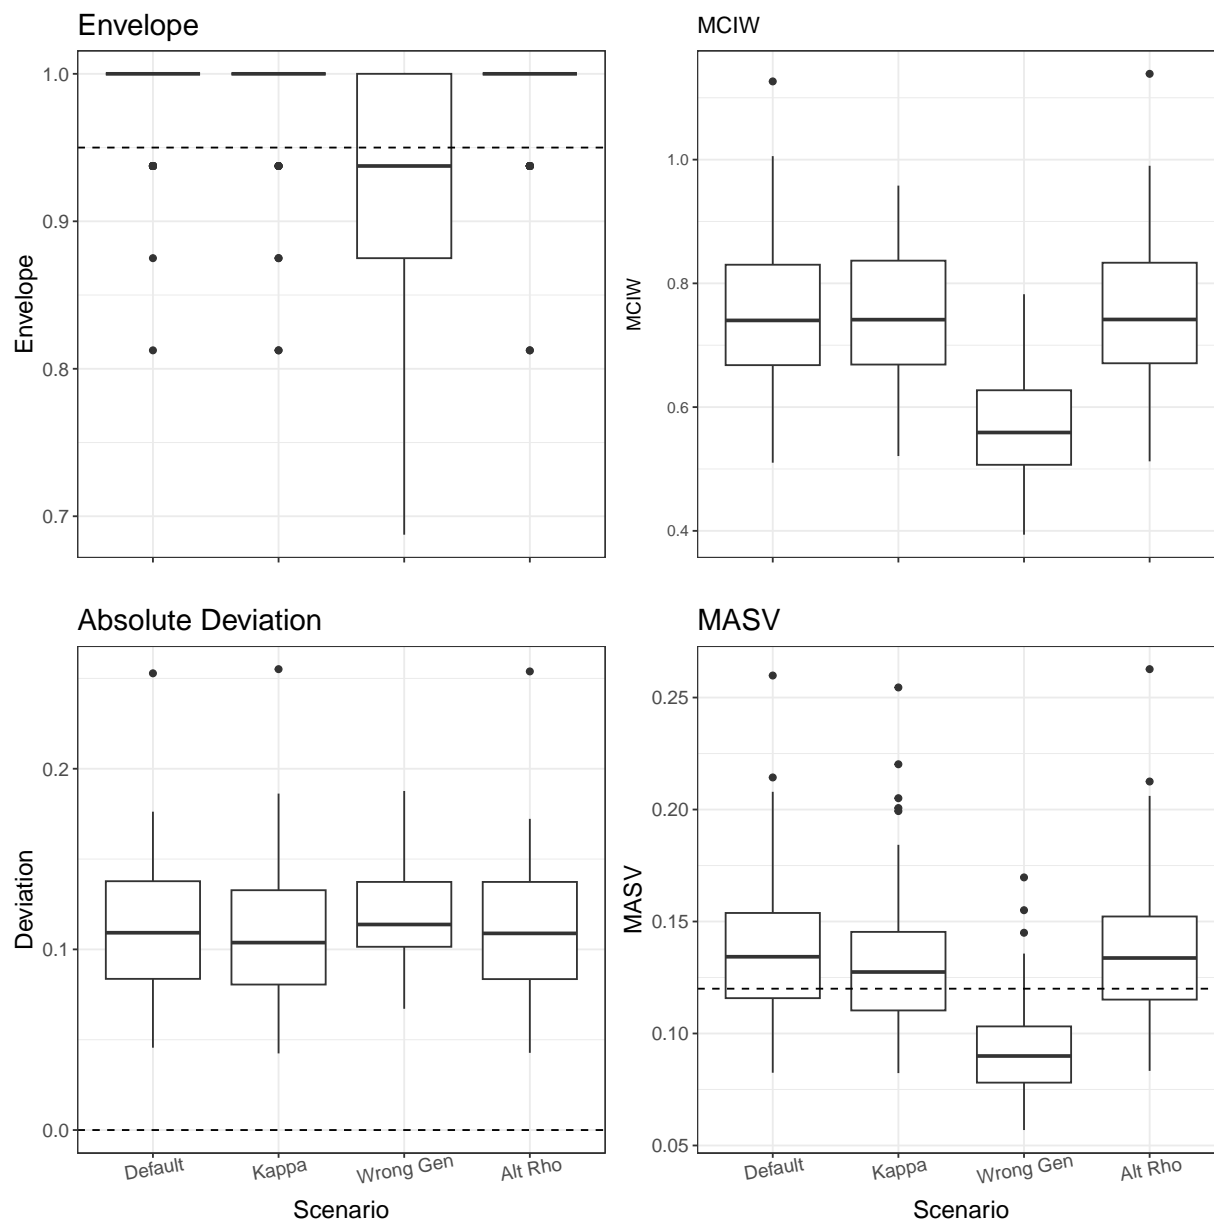 Envelope
MCIW
1.0
0.9
0.8
0.7
Envelope
1.0
0.8
0.6
0.4
MCIW
Absolute Deviation
MASV
0.2
0.1
0.0
Deviation
0.25
0.20
0.15
0.10
0.05
MASV
Default
Kappa
Wrong Gen
Alt Rho
Scenario
Default
Kappa
Wrong Gen
Alt Rho
Scenario